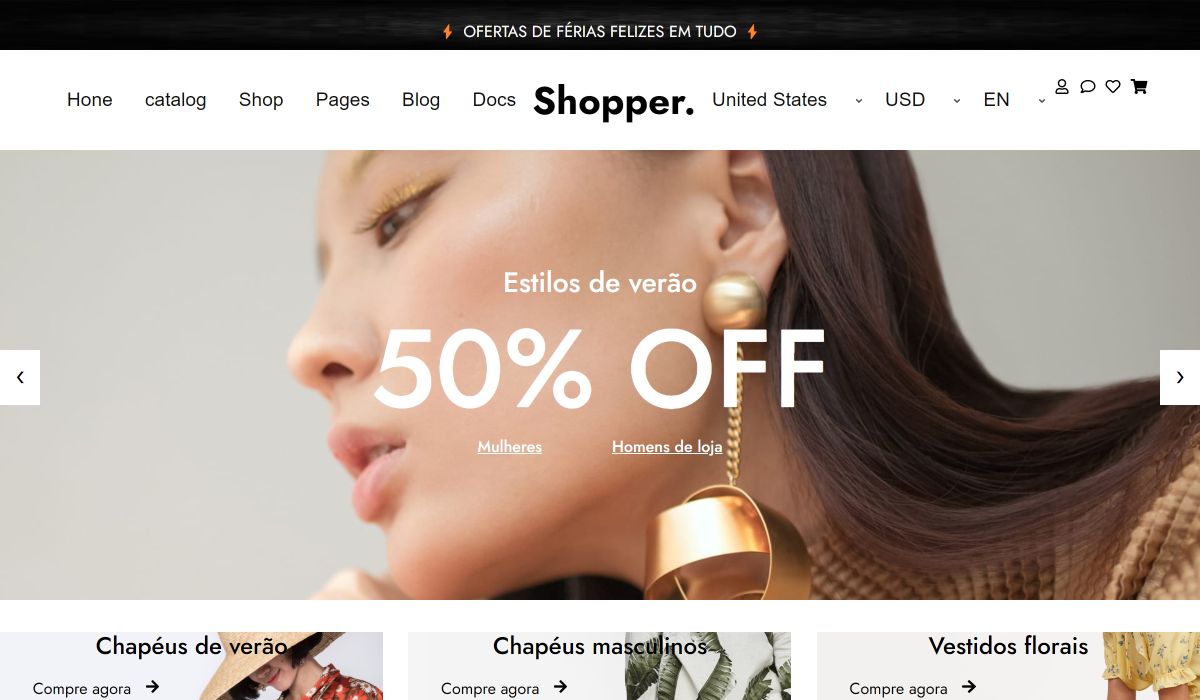 OFERTAS DE FÉRIAS FELIZES EM TUDO
Hone catalog Shop Pages Blog Docs Shopper. United States USD EN
Estilos de verão
50% OFF
Mulheres Homens de loja
Chapéus de verão Chapéus masculinos Vestidos florais
Compre agora Compre agora Compre agora